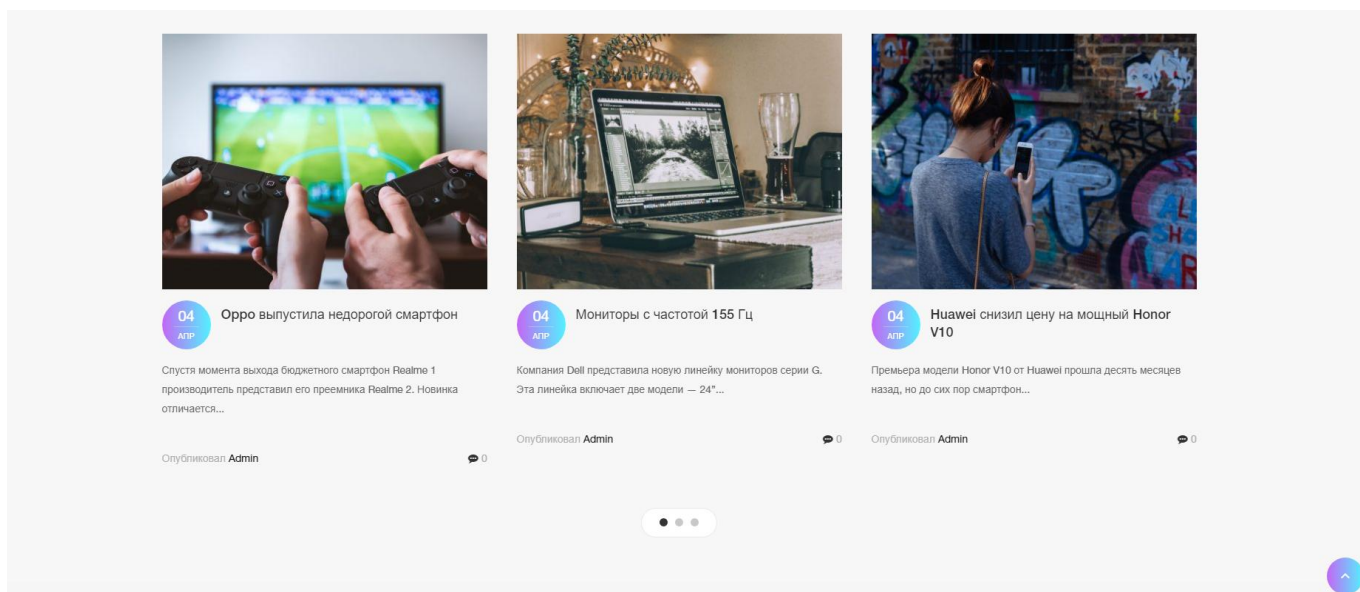 04
АПР
Oppo выпустила недорогой смартфон
Спустя момента выхода бюджетного смартфон Realme 1
производитель представил его преемника Realme 2. Новинка
отличается...
Опубликовал Admin
0
04
АПР
Мониторы с частотой 155 Гц
Компания Dell представила новую линейку мониторов серии G.
Эта линейка включает две модели — 24"...
Опубликовал Admin
0
04
АПР
Huawei снизил цену на мощный Honor
V10
Премьера модели Honor V10 от Huawei прошла десять месяцев
назад, но до сих пор смартфон...
Опубликовал Admin
0